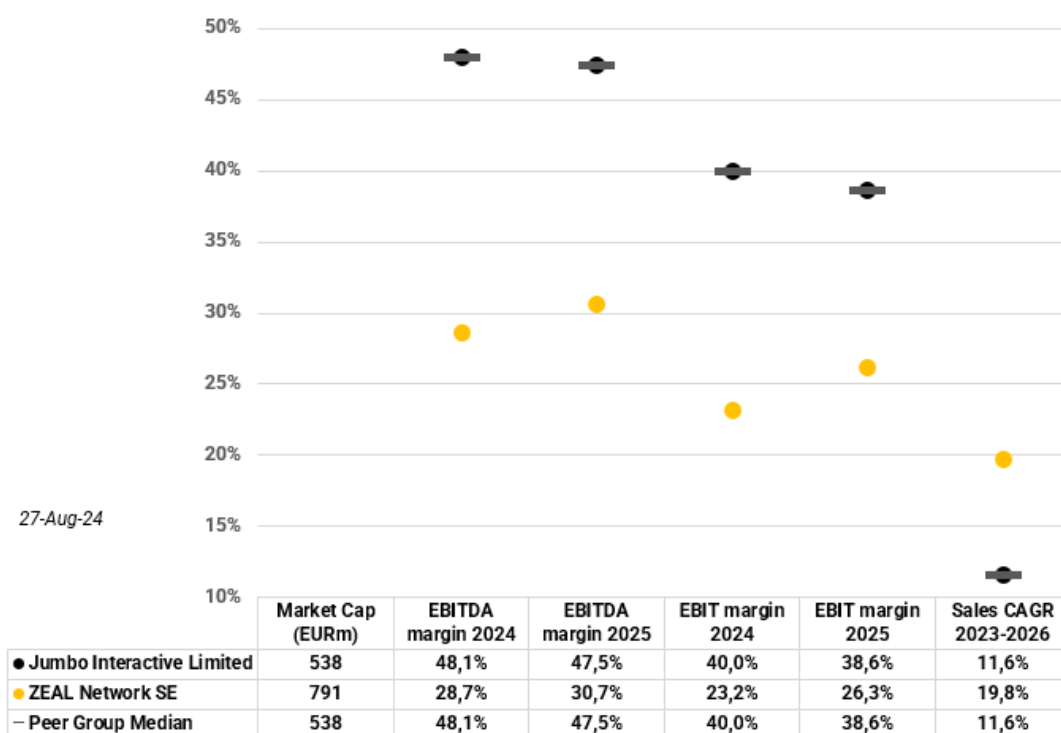 50%
45%
40%
35%
30%
25%
20%
27-Aug-24
15%
10%
Market Cap (EURm) EBITDA margin 2024 EBITDA margin 2025 EBIT margin 2024 EBIT margin 2025 Sales CAGR 2023-2026
Jumbo Interactive Limited 538 48,1% 47,5% 40,0% 38,6% 11,6%
ZEAL Network SE 791 28,7% 30,7% 23,2% 26,3% 19,8%
Peer Group Median 538 48,1% 47,5% 40,0% 38,6% 11,6%